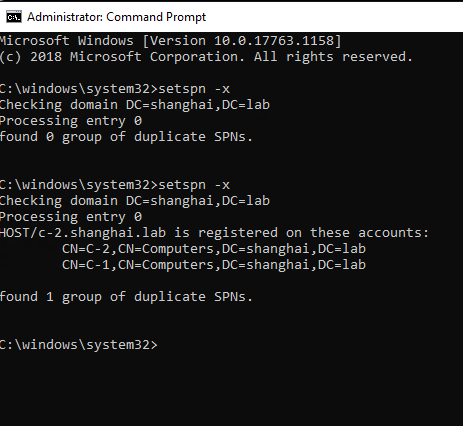 Administrator: Command Prompt
Microsoft Windows [Version 10.0.17763.1158]
(c) 2018 Microsoft Corporation. All rights reserved.
C:\windows\system32>setspn -x
Checking domain DC=shanghai,DC=lab
Processing entry 0
found 0 group of duplicate SPNs.
C:\windows\system32>setspn -x
Checking domain DC=shanghai,DC=lab
Processing entry 0
HOST/c-2.shanghai.lab is registered on these accounts:
CN=C-2,CN=Computers,DC=shanghai,DC=lab
CN=C-1,CN=Computers,DC=shanghai,DC=lab
found 1 group of duplicate SPNs.
C:\windows\system32>